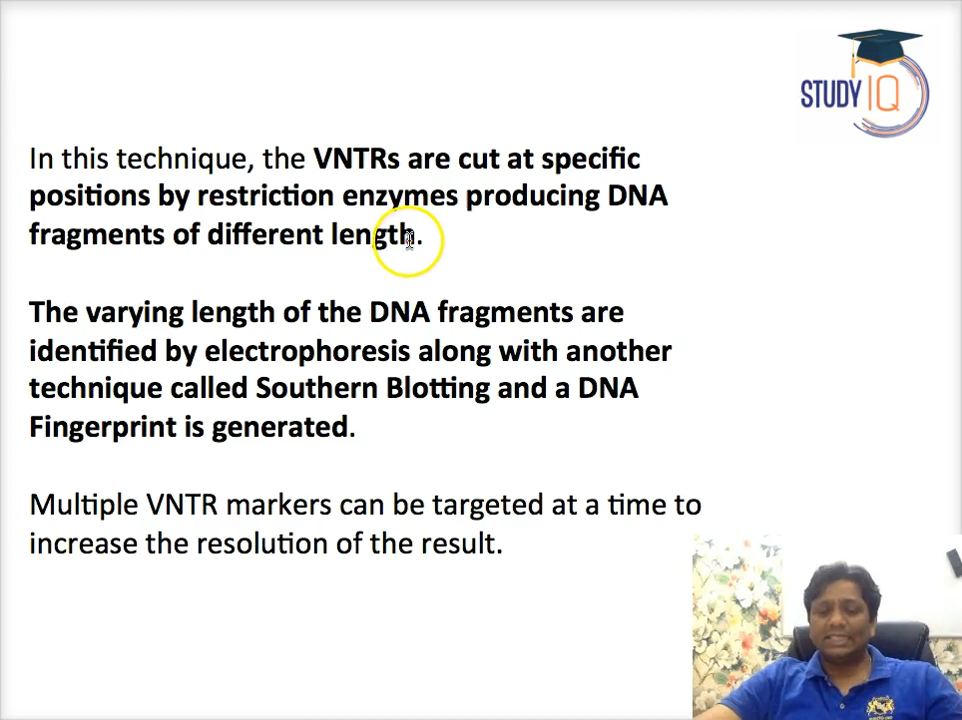 STUDY IQ
In this technique, the VNTRs are cut at specific
positions by restriction enzymes producing DNA
fragments of different length.
The varying length of the DNA fragments are
identified by electrophoresis along with another
technique called Southern Blotting and a DNA
Fingerprint is generated.
Multiple VNTR markers can be targeted at a time to
increase the resolution of the result.